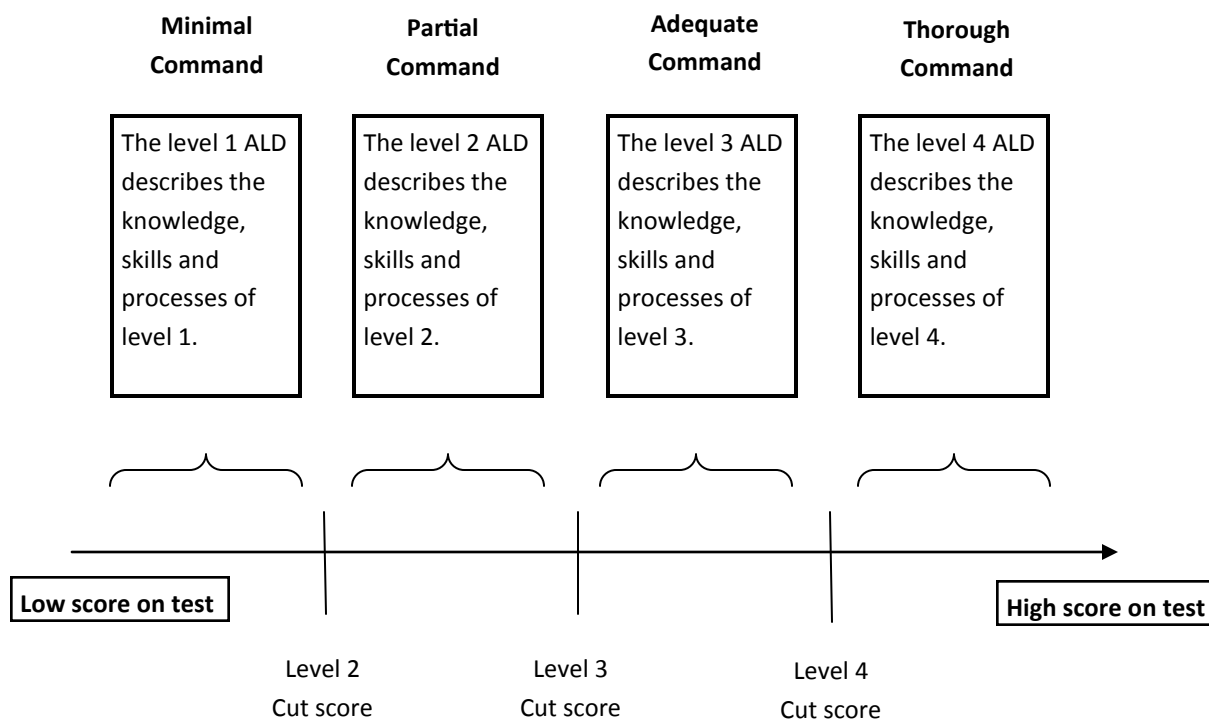 Minimal
Command
Partial
Command
Adequate
Command
Thorough
Command
The level 1 ALD
describes the
knowledge,
skills and
processes of
level 1.
The level 2 ALD
describes the
knowledge,
skills and
processes of
level 2.
The level 3 ALD
describes the
knowledge,
skills and
processes of
level 3.
The level 4 ALD
describes the
knowledge,
skills and
processes of
level 4.
Low score on test
High score on test
Level 2
Cut score
Level 3
Cut score
Level 4
Cut score